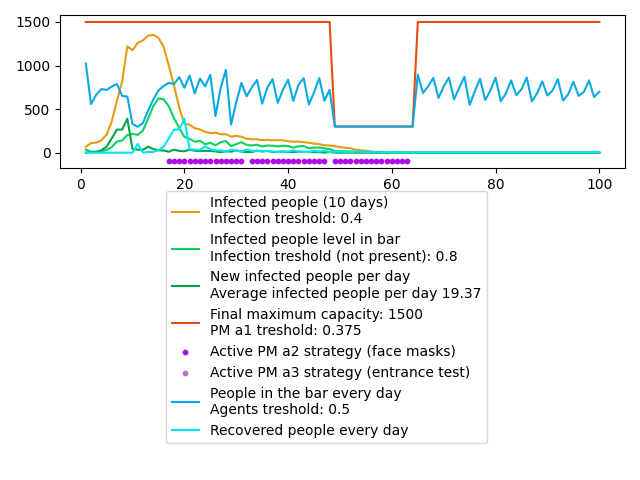 1500
1000
500
0
0
20
40
60
80
100
Infected people (10 days)
Infection treshold: 0.4
Infected people level in bar
Infection treshold (not present): 0.8
New infected people per day
Average infected people per day 19.37
Final maximum capacity: 1500
PM a1 treshold: 0.375
Active PM a2 strategy (face masks)
Active PM a3 strategy (entrance test)
People in the bar every day
Agents treshold: 0.5
Recovered people every day